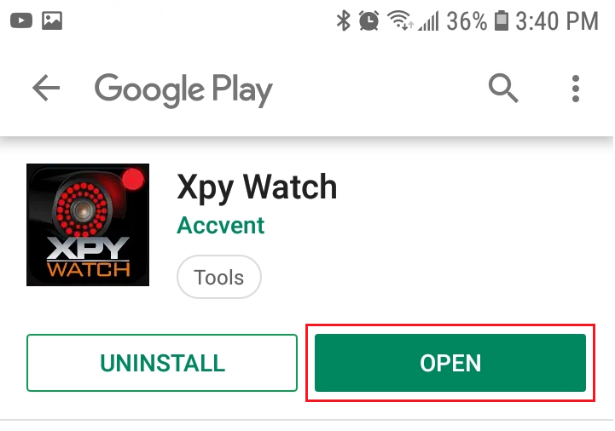 36% 3:40 PM
Google Play
Xpy Watch
Accvent
XPY
WATCH
Tools
UNINSTALL
OPEN